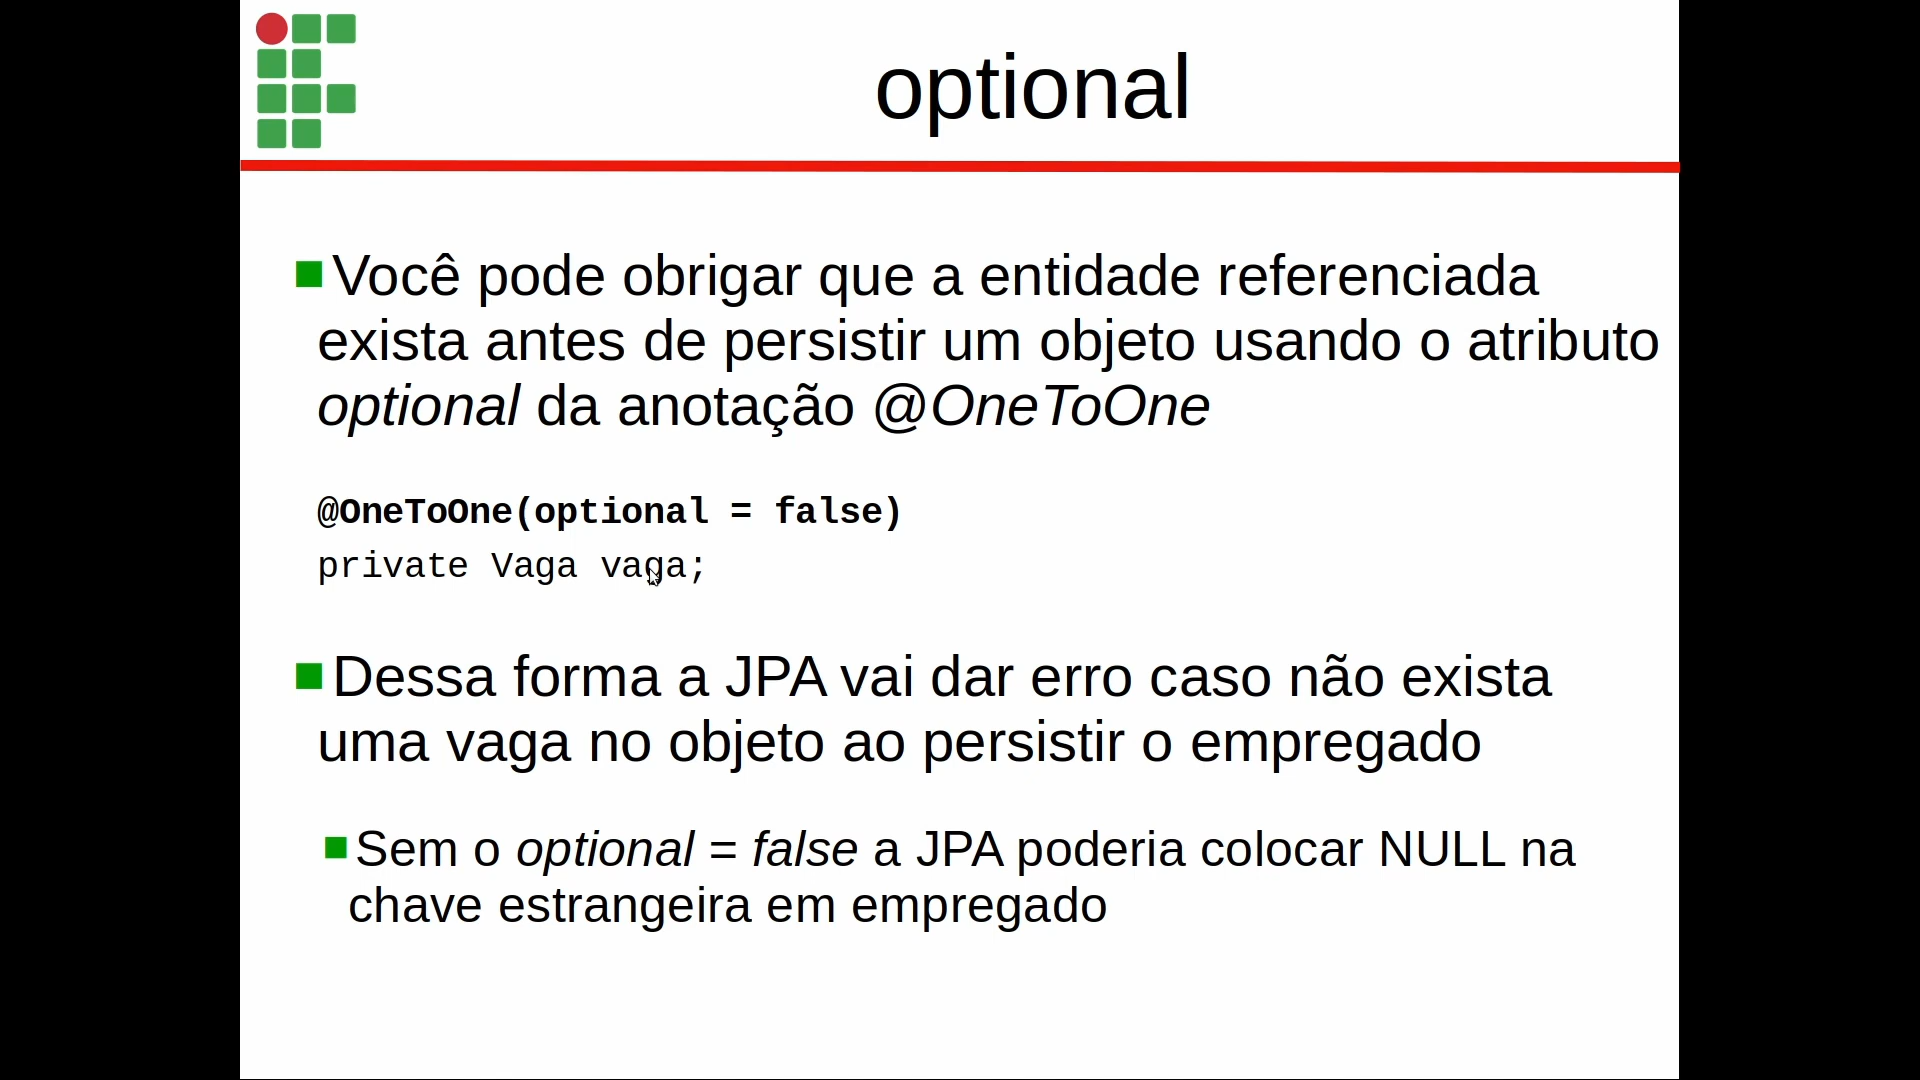 optional
Você pode obrigar que a entidade referenciada
exista antes de persistir um objeto usando o atributo
optional da anotação @OneToOne
@OneToOne(optional = false)
private Vaga vaga;
Dessa forma a JPA vai dar erro caso não exista
uma vaga no objeto ao persistir o empregado
Sem o optional = false a JPA poderia colocar NULL na
chave estrangeira em empregado